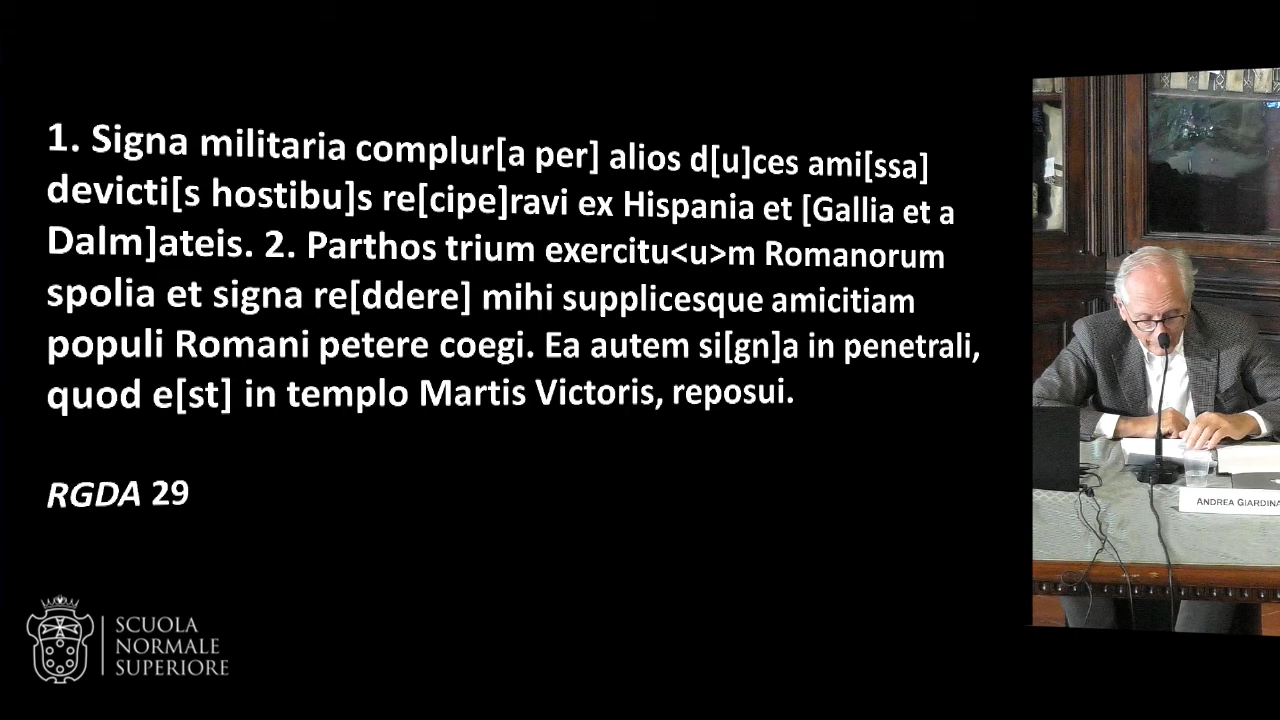 1. Signa militaria complur[a per] alios d[u]ces ami[ssa]
devicti[s hostibu]s re[cipe]ravi ex Hispania et [Gallia et a
Dalm]ateis. 2. Parthos trium exercitu<u>m Romanorum
spolia et signa re[ddere] mihi supplicesque amicitiam
populi Romani petere coegi. Ea autem si[gn]a in penetrali,
quod e[st] in templo Martis Victoris, reposui.
RGDA 29
SCUOLA
NORMALE
SUPERIORE
ANDREA GIARDINA